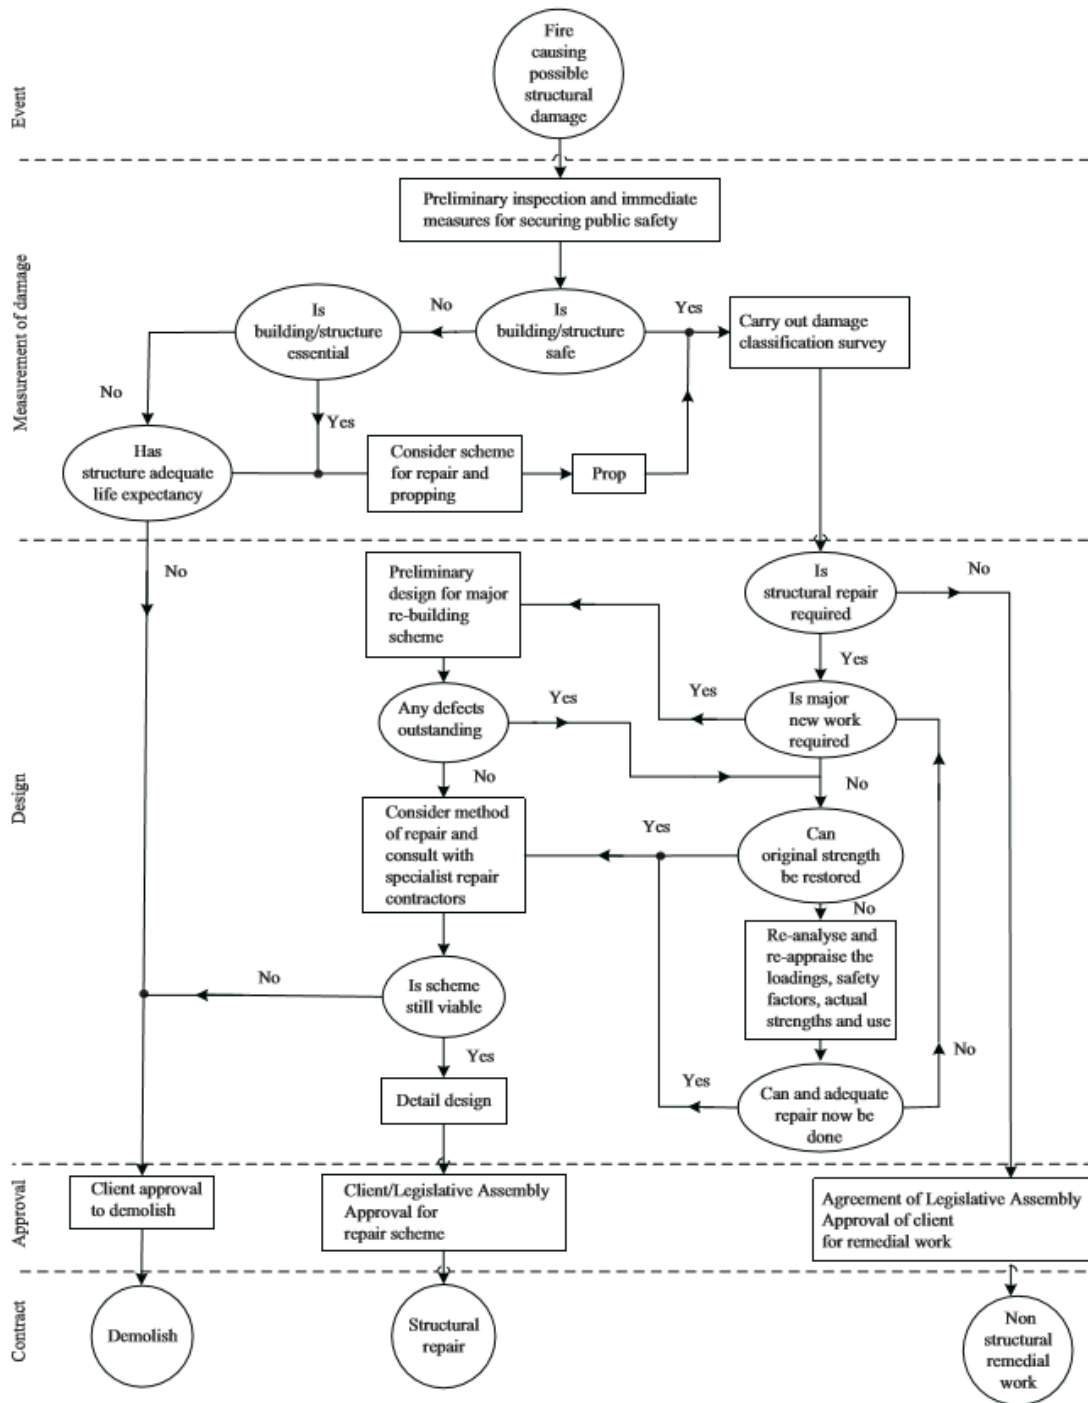 Event
Fire
causing
possible
structural
damage
Measurement of damage
Preliminary inspection and immediate
measures for securing public safety
Is
building/structure
essential
No
Is
building/structure
safe
Yes
Carry out damage
classification survey
No
Yes
Has
structure adequate
life expectancy
Consider scheme
for repair and
propping
Prop
Design
No
Preliminary
design for major
re-building
scheme
Is
structural repair
required
No
Yes
Any defects
outstanding
Yes
Yes
Is major
new work
required
No
No
Consider method
of repair and
consult with
specialist repair
contractors
Yes
Can
original strength
be restored
No
Re-analyse and
re-appraise the
loadings, safety
factors, actual
strengths and use
No
Is scheme
still viable
Yes
Detail design
Yes
Can and adequate
repair now be
done
No
Approval
Client approval
to demolish
Client/Legislative Assembly
Approval for
repair scheme
Agreement of Legislative Assembly
Approval of client
for remedial work
Contract
Demolish
Structural
repair
Non
structural
remedial
work